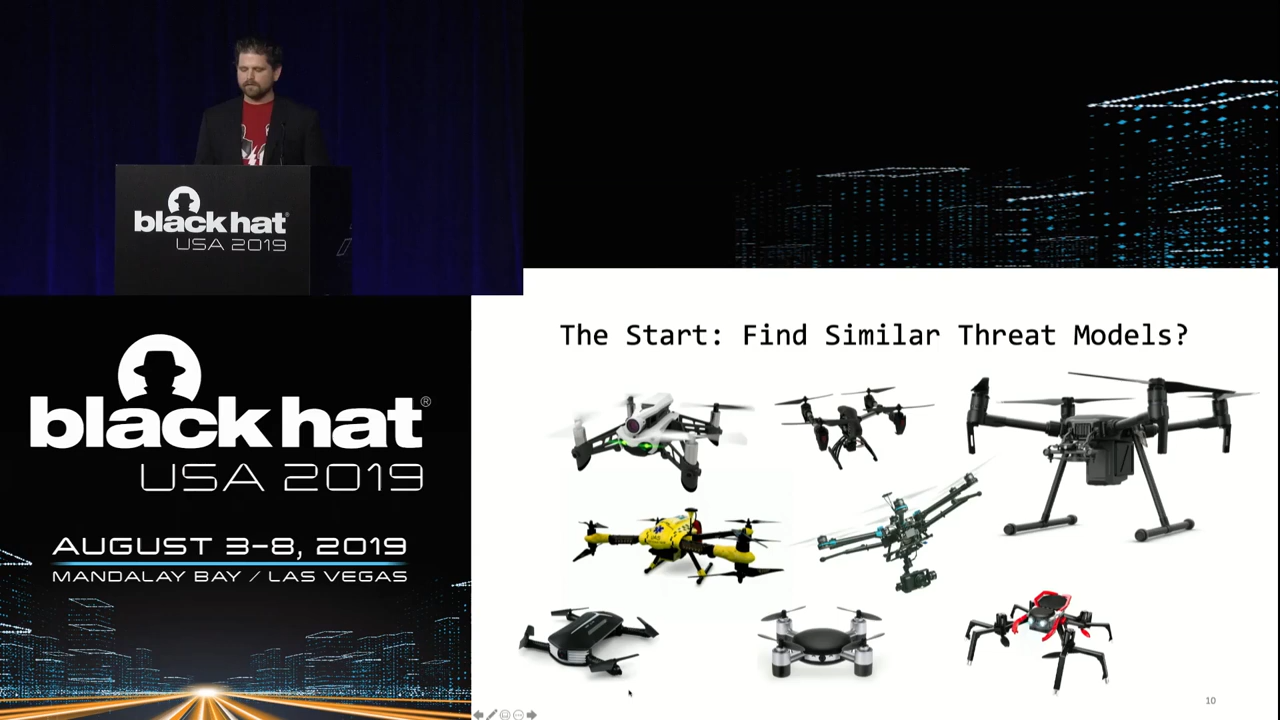 black hat®
USA 2019
black hat®
USA 2019
AUGUST 3-8, 2019
MANDALAY BAY / LAS VEGAS
The Start: Find Similar Threat Models?
10